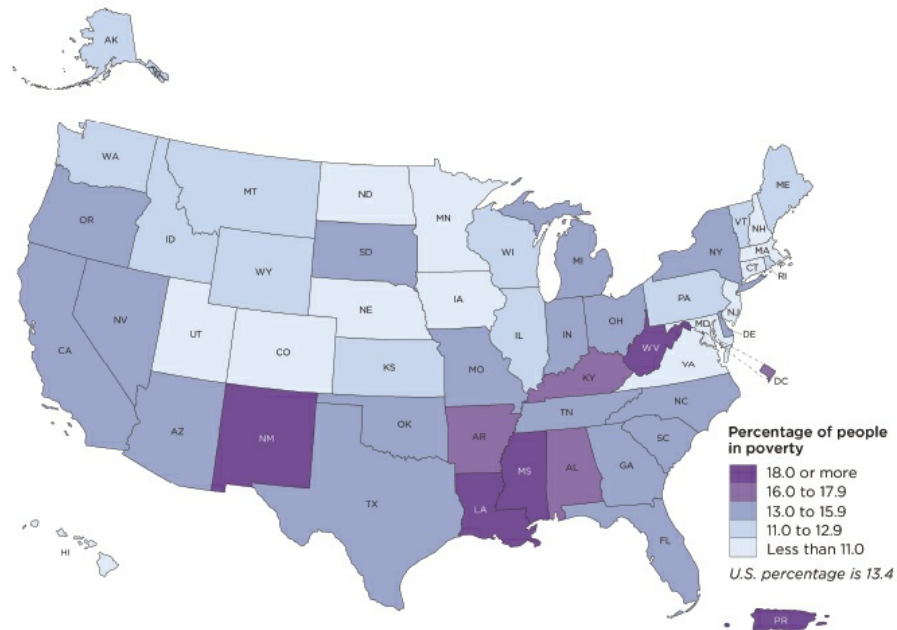 AK
WA
MT
ND
MN
ME
OR
ID
WY
SD
WI
MI
NY
VT
NH
MA
CT
RI
NV
UT
CO
NE
IA
IL
IN
OH
PA
NJ
MD
DE
CA
KS
MO
KY
WV
VA
DC
AZ
NM
OK
AR
TN
NC
SC
TX
LA
MS
AL
GA
FL
HI
PR
Percentage of people
in poverty
18.0 or more
16.0 to 17.9
13.0 to 15.9
11.0 to 12.9
Less than 11.0
U.S. percentage is 13.4